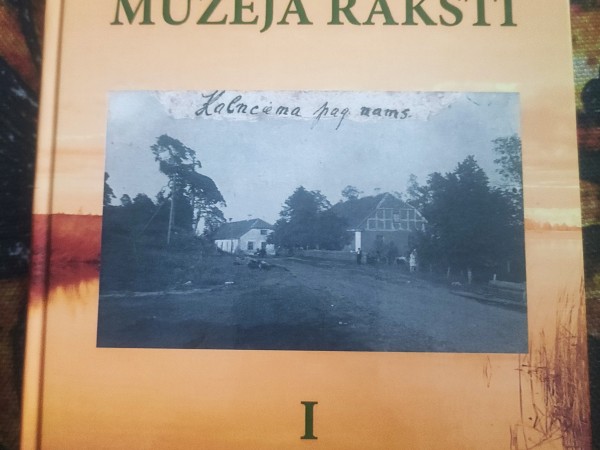 MUZEJA RAKSTI
Kalnciema pag. nams.
I